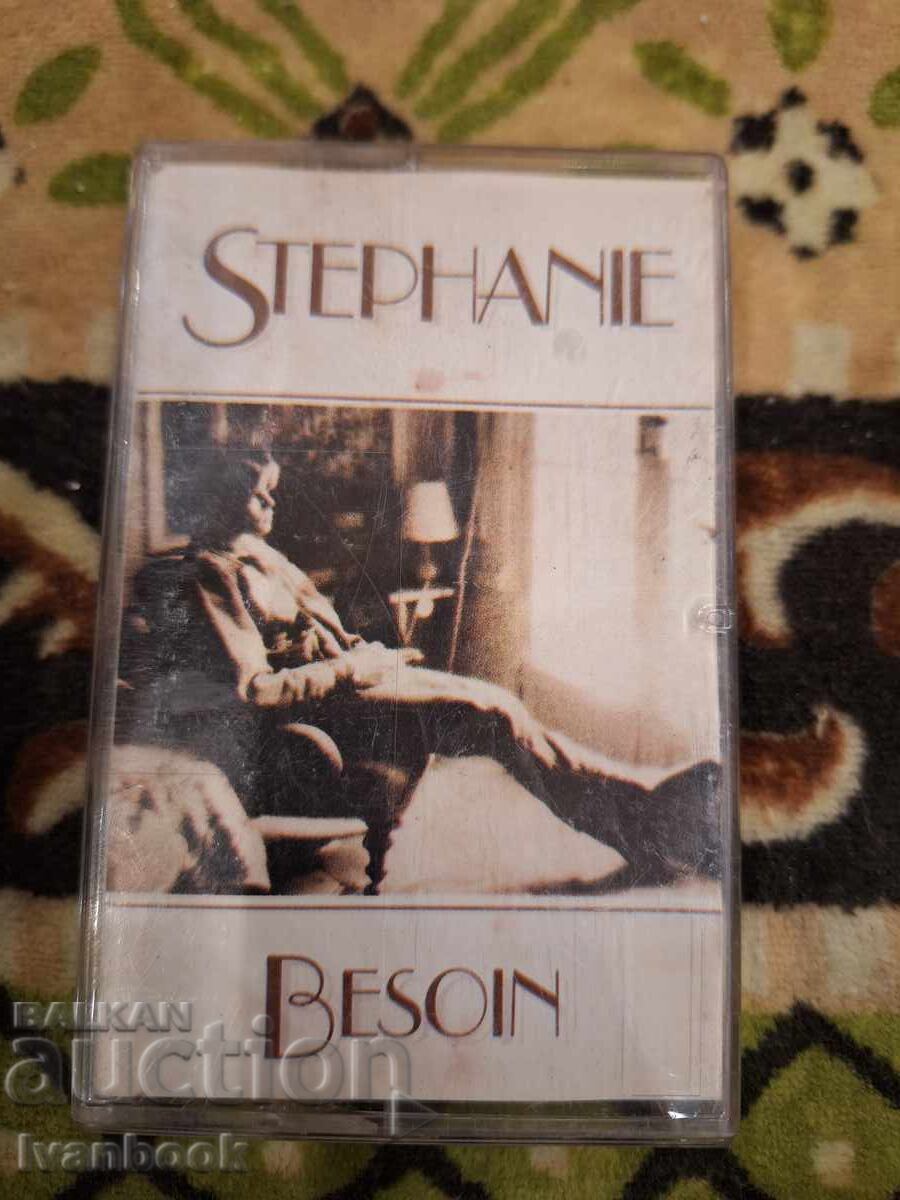 STEPHANIE
BESOIN
BALKAN
auction
Ivanbook